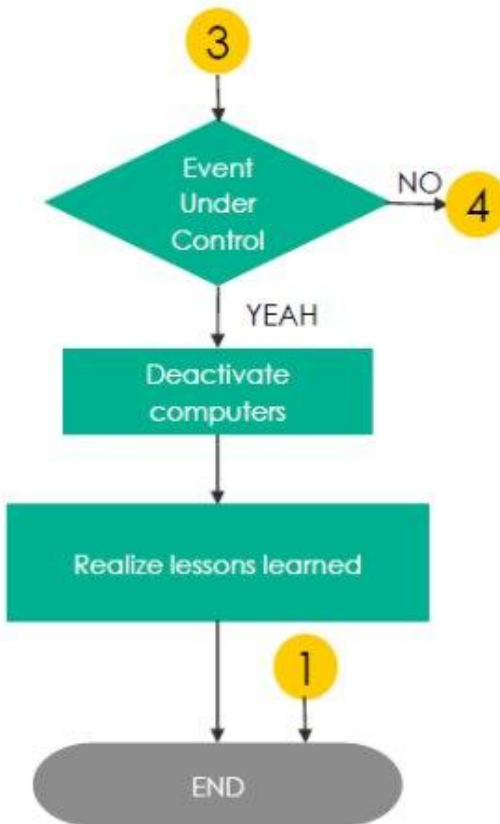 3
Event
Under
Control
NO
4
YEAH
Deactivate
computers
Realize lessons learned
1
END